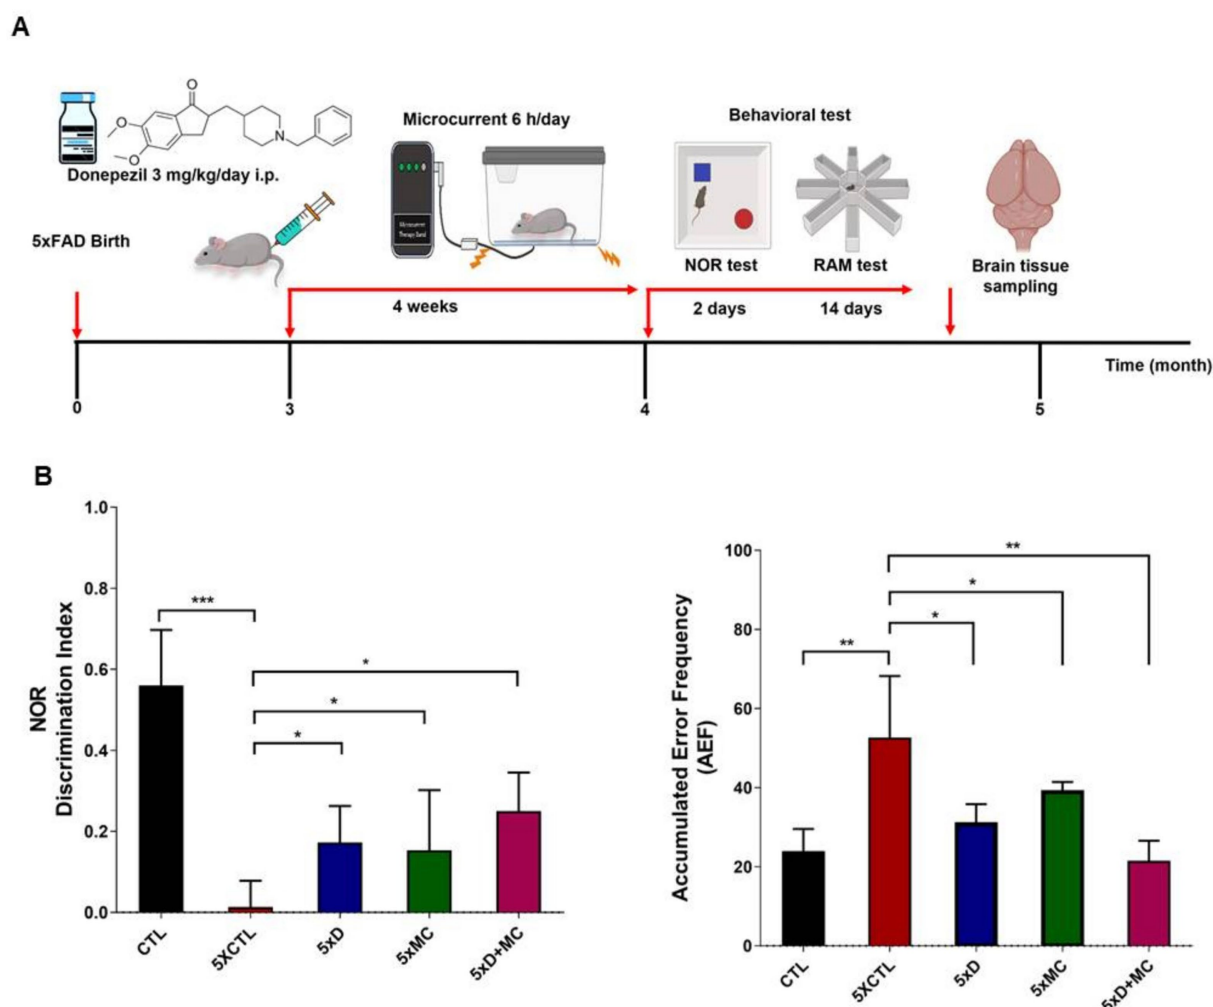 A
O
O
O
N
Donepezil 3 mg/kg/day i.p.
5xFAD Birth
Microcurrent 6 h/day
Microcurrent
Therapy Band
Behavioral test
NOR test
RAM test
Brain tissue
sampling
4 weeks
2 days
14 days
Time (month)
0
3
4
5
B
NOR
Discrimination Index
1.0
0.8
0.6
0.4
0.2
0.0
***
*
*
*
CTL
5XCTL
5xD
5xMC
5xD+MC
Accumulated Error Frequency
(AEF)
100
80
60
40
20
0
**
*
*
**
CTL
5XCTL
5xD
5xMC
5xD+MC